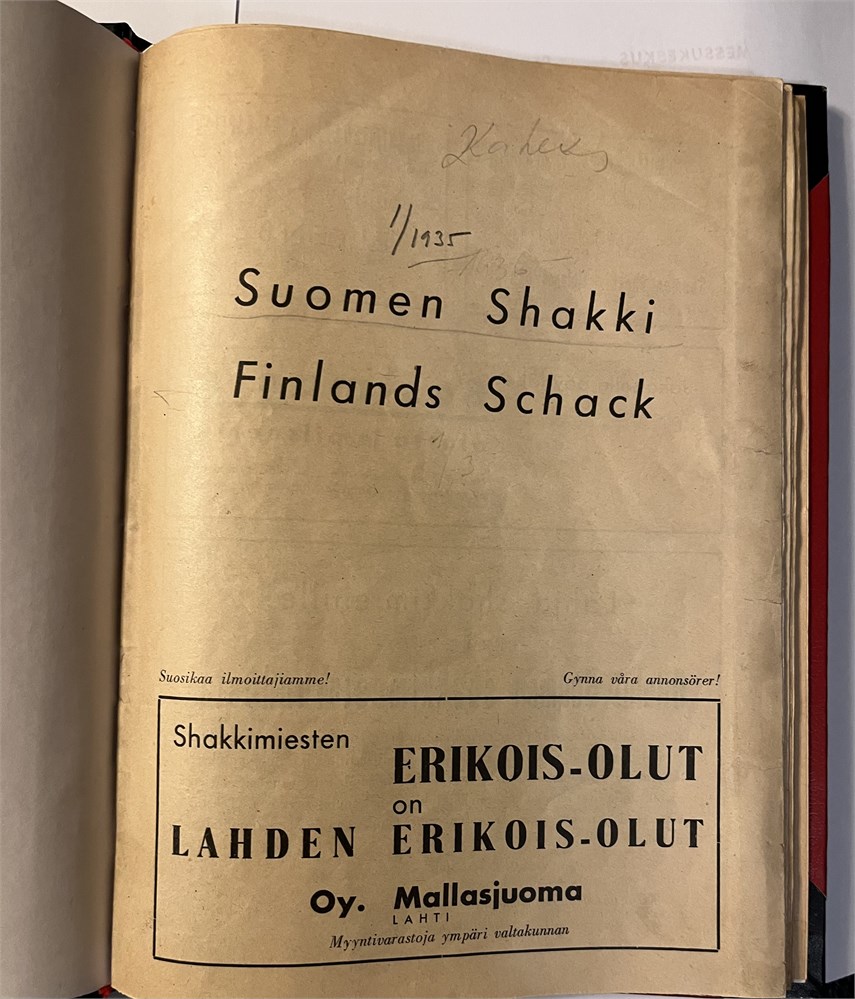 1/1935
Suomen Shakki
Finlands Schack
Suosikaa ilmoittajiamme! Gynna våra annonsörer!
Shakkimiesten
ERIKOIS-OLUT
on
LAHDEN ERIKOIS-OLUT
Oy. Mallasjuoma
LAHTI
Myyntivarastoja ympäri valtakunnan